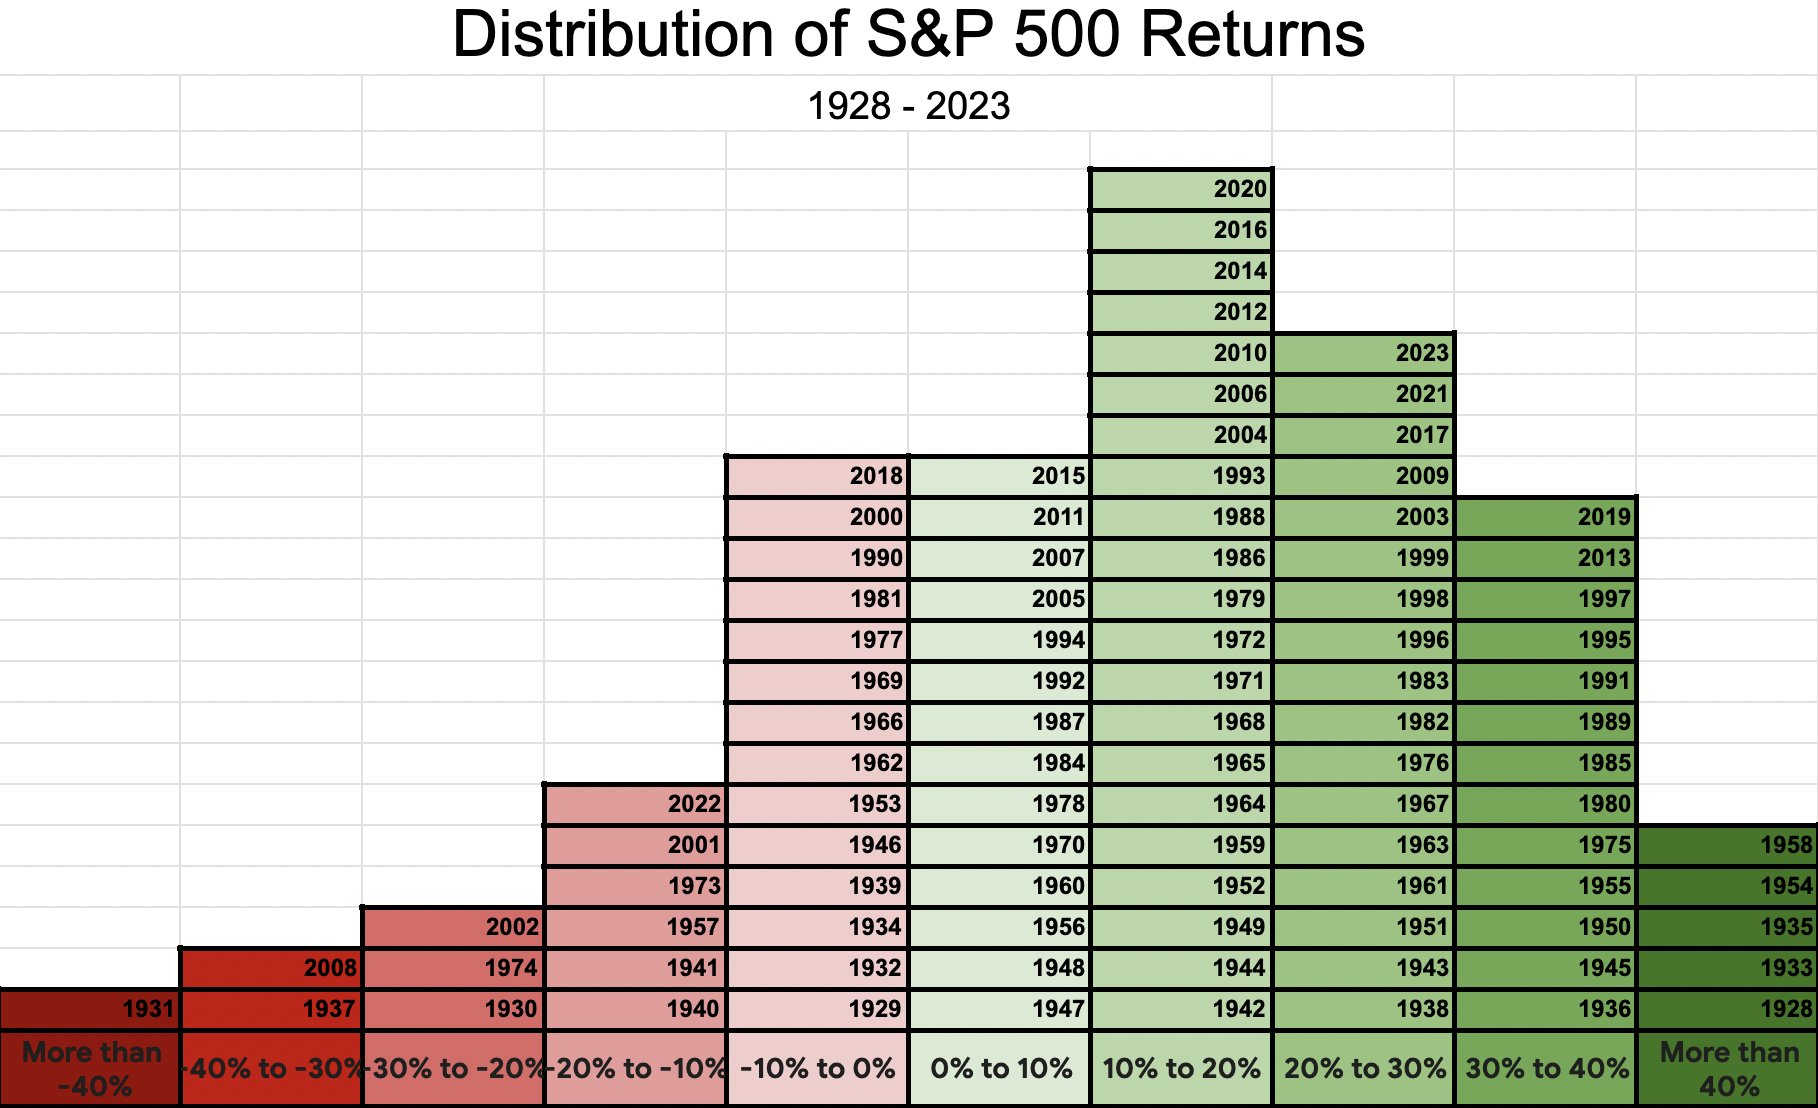 Distribution of S&P 500 Returns
1928 - 2023
2020
2016
2014
2012
2010 2023
2006 2021
2004 2017
2018 2015 1993 2009
2000 2011 1988 2003 2019
1990 2007 1986 1999 2013
1981 2005 1979 1998 1997
1977 1994 1972 1996 1995
1969 1992 1971 1983 1991
1966 1987 1968 1982 1989
1962 1984 1965 1976 1985
2022 1953 1978 1964 1967 1980
2001 1946 1970 1959 1963 1975 1958
1973 1939 1960 1952 1961 1955 1954
2002 1957 1934 1956 1949 1951 1950 1935
2008 1974 1941 1932 1948 1944 1943 1945 1933
1931 1937 1930 1940 1929 1947 1942 1938 1936 1928
More than
-40%
-40% to -30%
-30% to -20%
-20% to -10%
-10% to 0%
0% to 10%
10% to 20%
20% to 30%
30% to 40%
More than
40%